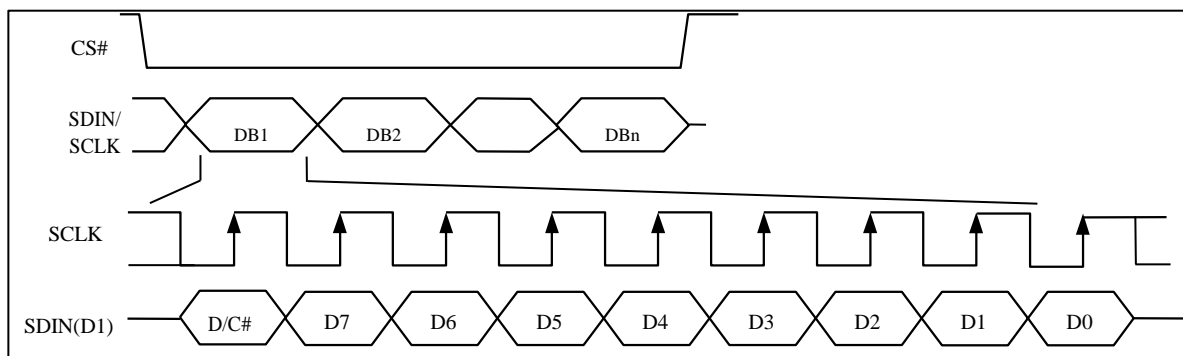 CS#
SDIN/
SCLK
DB1 DB2 DBn
SCLK
SDIN(D1)
D/C# D7 D6 D5 D4 D3 D2 D1 D0